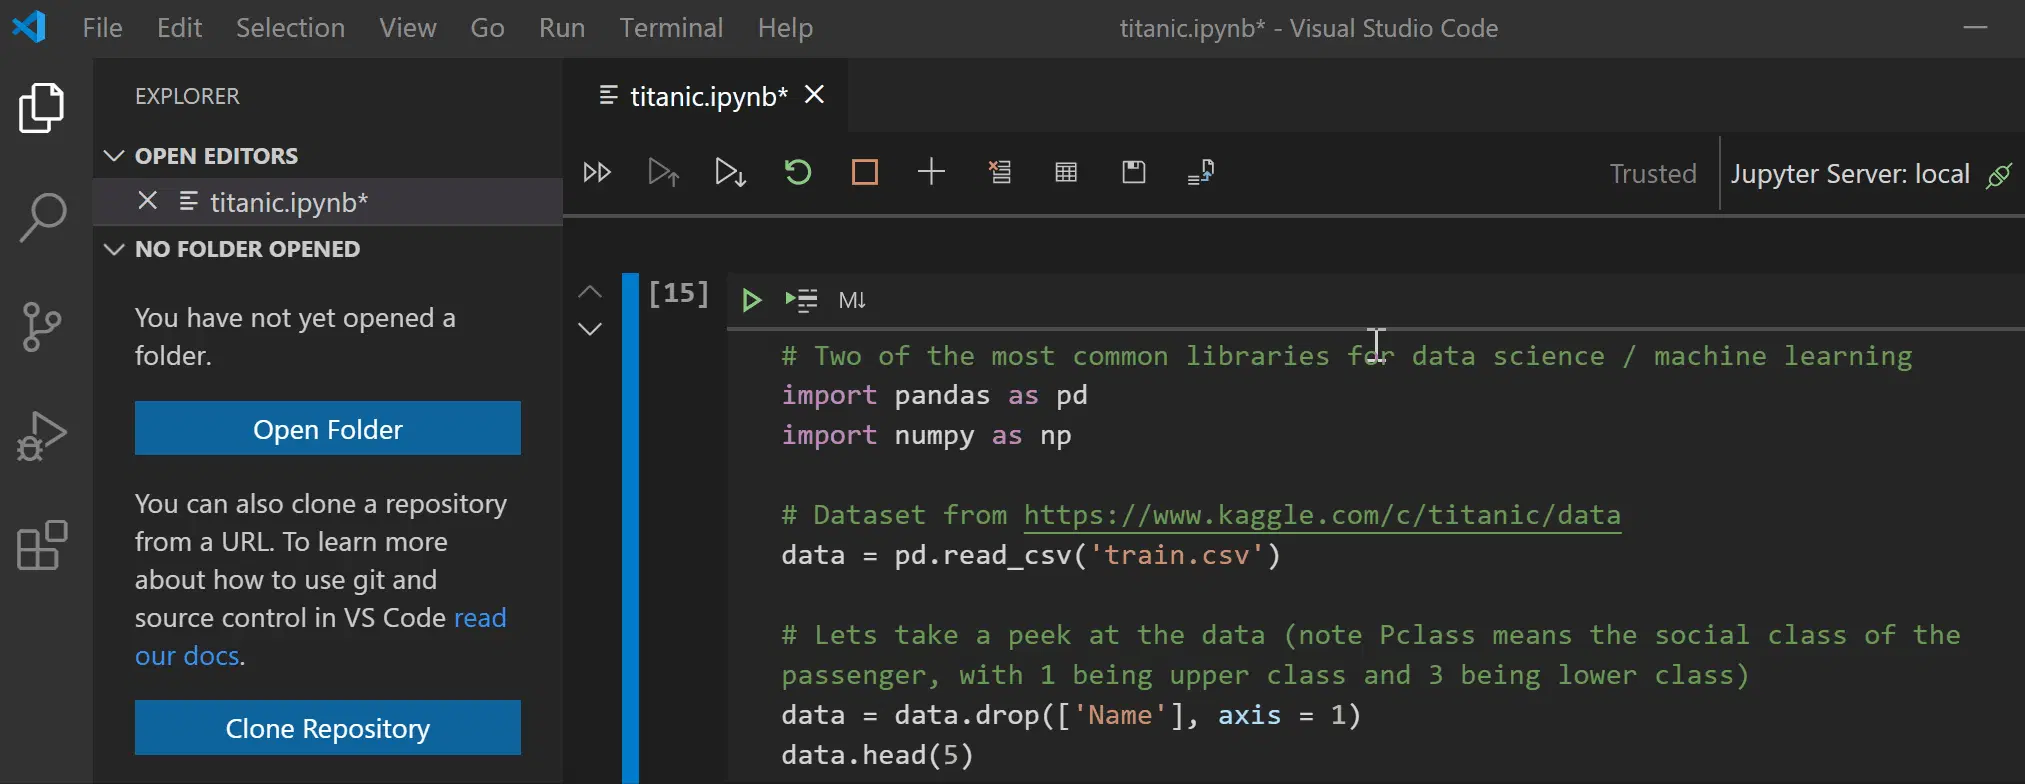 File Edit Selection View Go Run Terminal Help titanic.ipynb* - Visual Studio Code
EXPLORER
OPEN EDITORS
titanic.ipynb*
NO FOLDER OPENED
You have not yet opened a
folder.
Open Folder
You can also clone a repository
from a URL. To learn more
about how to use git and
source control in VS Code read
our docs.
Clone Repository
titanic.ipynb*
Trusted Jupyter Server: local
[15] M↓
# Two of the most common libraries for data science / machine learning
import pandas as pd
import numpy as np
# Dataset from https://www.kaggle.com/c/titanic/data
data = pd.read_csv('train.csv')
# Lets take a peek at the data (note Pclass means the social class of the
passenger, with 1 being upper class and 3 being lower class)
data = data.drop(['Name'], axis = 1)
data.head(5)